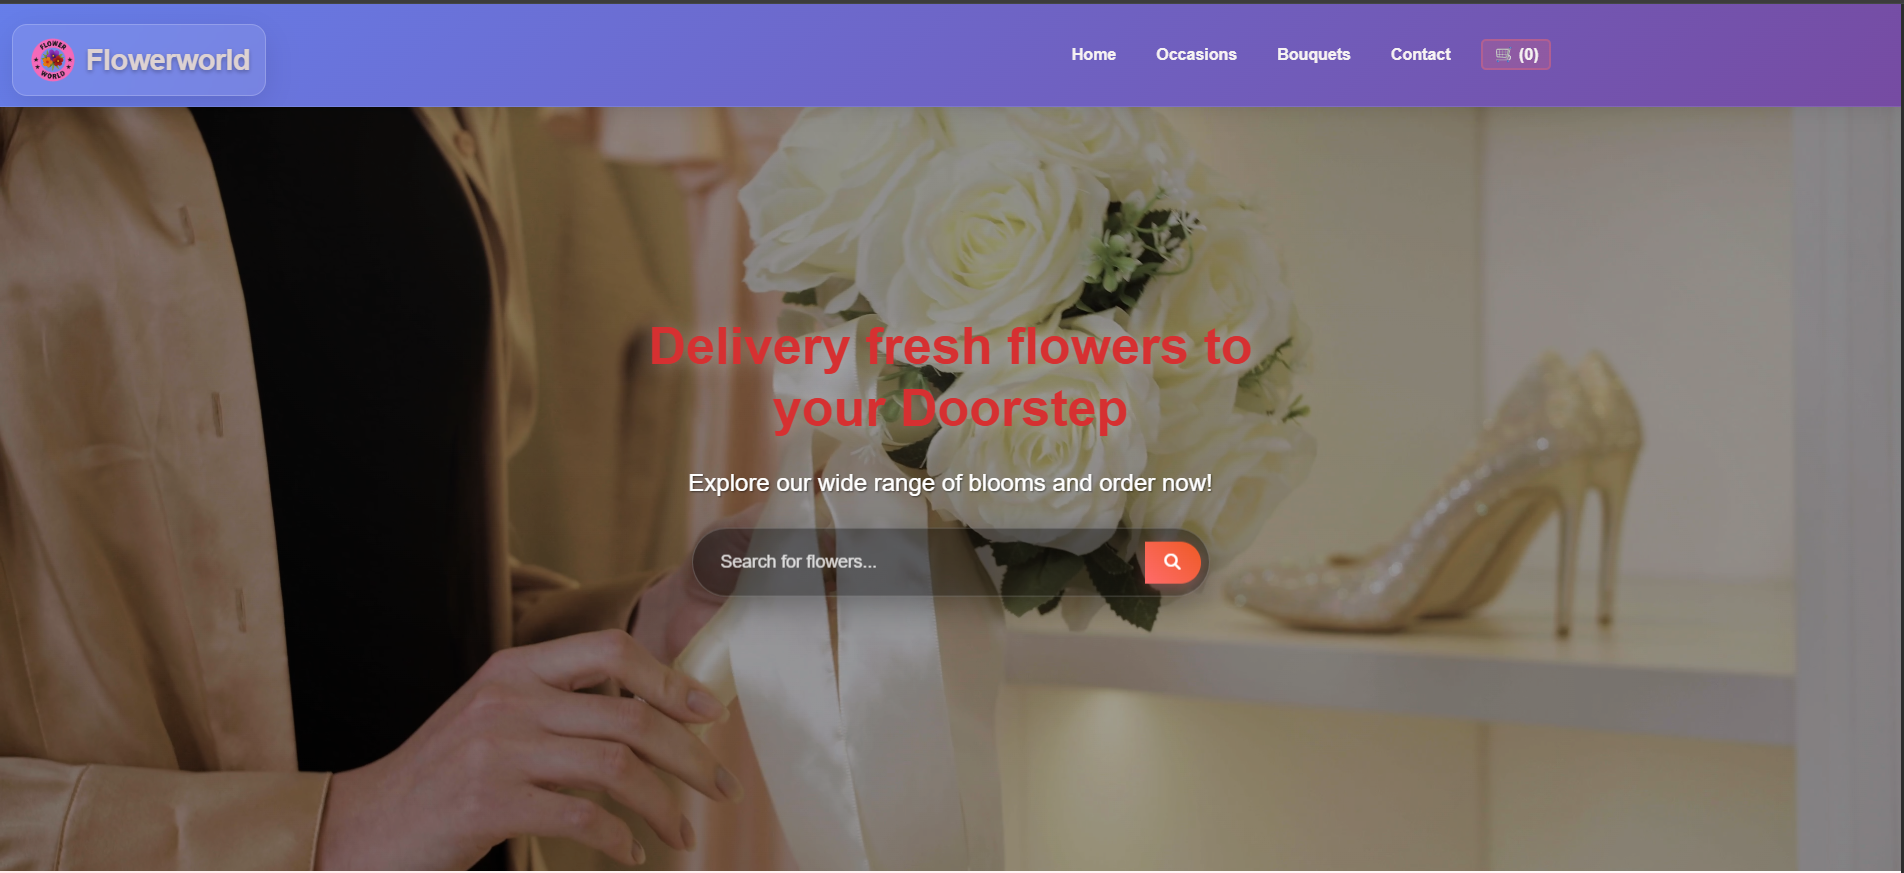 FLOWER
WORLD
Flowerworld
Home
Occasions
Bouquets
Contact
(0)
Delivery fresh flowers to
your Doorstep
Explore our wide range of blooms and order now!
Search for flowers...